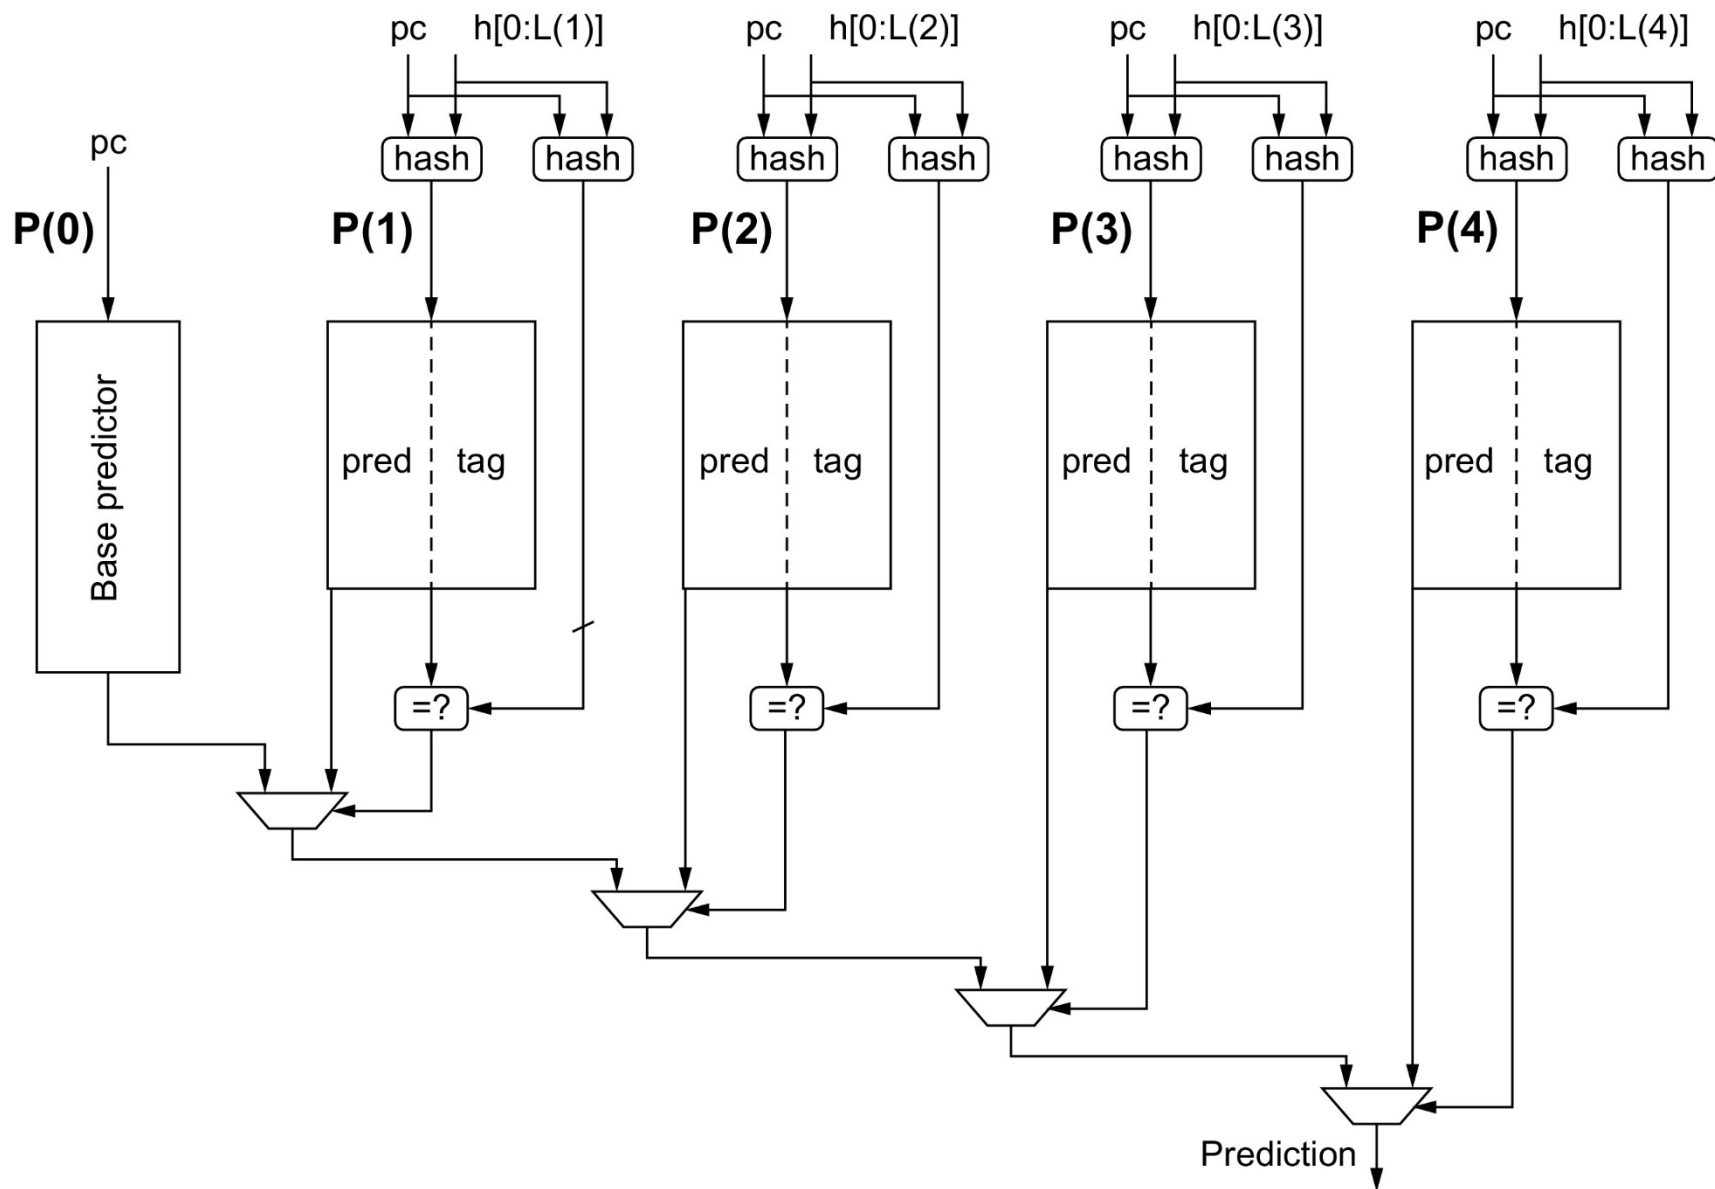 pc h[0:L(1)] pc h[0:L(2)] pc h[0:L(3)] pc h[0:L(4)]
pc hash hash hash hash hash hash hash hash
P(0) P(1) P(2) P(3) P(4)
Base predictor
pred tag pred tag pred tag pred tag
=? =? =? =?
Prediction